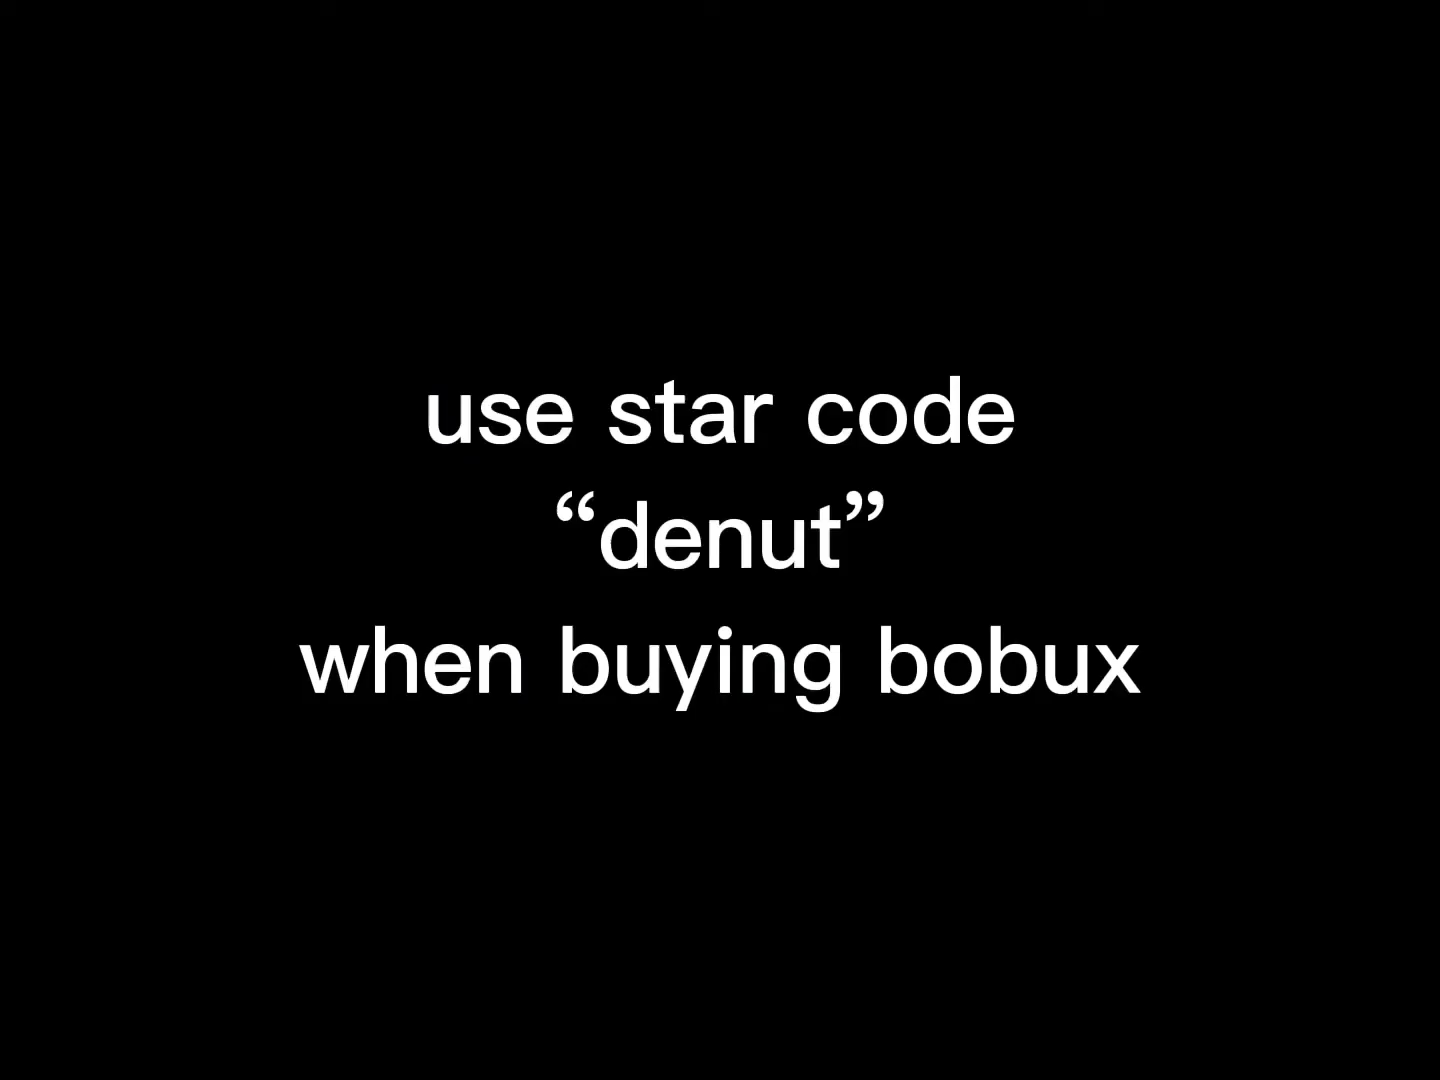 use star code
“denut”
when buying bobux